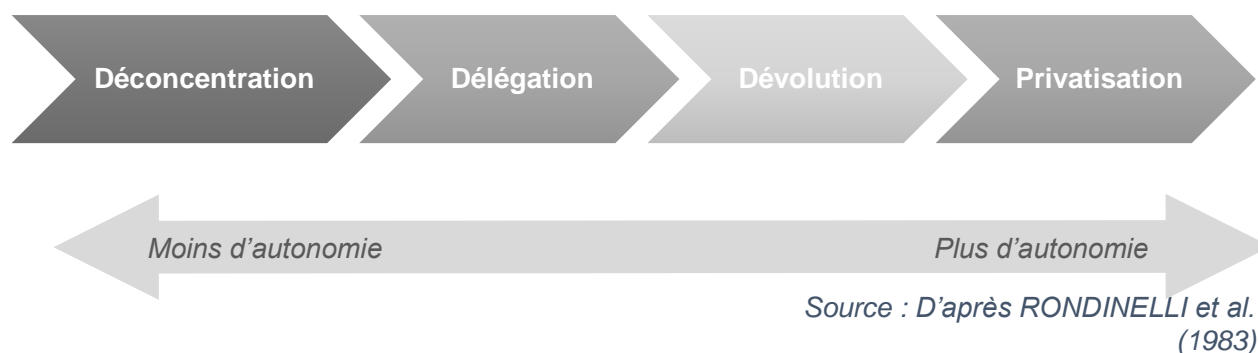 Déconcentration
Délégation
Dévolution
Privatisation
Moins d'autonomie
Plus d'autonomie
Source : D'après RONDINELLI et al.
(1983)